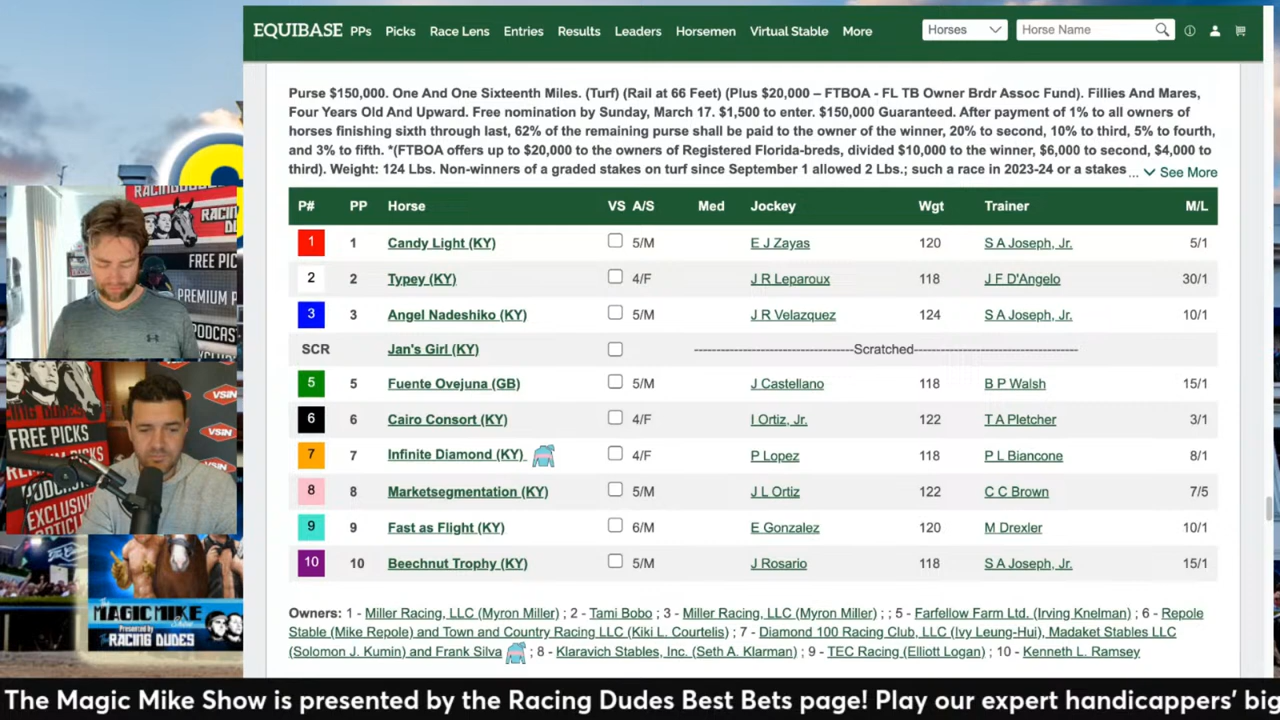 EQUIBASE PPs Picks Race Lens Entries Results Leaders Horsemen Virtual Stable More Horses Horse Name
Purse $150,000. One And One Sixteenth Miles. (Turf) (Rail at 66 Feet) (Plus $20,000 – FTBOA - FL TB Owner Brdr Assoc Fund). Fillies And Mares,
Four Years Old And Upward. Free nomination by Sunday, March 17. $1,500 to enter. $150,000 Guaranteed. After payment of 1% to all owners of
horses finishing sixth through last, 62% of the remaining purse shall be paid to the owner of the winner, 20% to second, 10% to third, 5% to fourth,
and 3% to fifth. *(FTBOA offers up to $20,000 to the owners of Registered Florida-breds, divided $10,000 to the winner, $6,000 to second, $4,000 to
third). Weight: 124 Lbs. Non-winners of a graded stakes on turf since September 1 allowed 2 Lbs.; such a race in 2023-24 or a stakes ... See More
P# PP Horse VS A/S Med Jockey Wgt Trainer M/L
1 1 Candy Light (KY) 5/M E J Zayas 120 S A Joseph, Jr. 5/1
2 2 Typey (KY) 4/F J R Leparoux 118 J F D'Angelo 30/1
3 3 Angel Nadeshiko (KY) 5/M J R Velazquez 124 S A Joseph, Jr. 10/1
SCR Jan's Girl (KY) ----Scratched----
5 5 Fuente Ovejuna (GB) 5/M J Castellano 118 B P Walsh 15/1
6 6 Cairo Consort (KY) 4/F I Ortiz, Jr. 122 T A Pletcher 3/1
7 7 Infinite Diamond (KY) 4/F P Lopez 118 P L Biancone 8/1
8 8 Marketsegmentation (KY) 5/M J L Ortiz 122 C C Brown 7/5
9 9 Fast as Flight (KY) 6/M E Gonzalez 120 M Drexler 10/1
10 10 Beechnut Trophy (KY) 5/M J Rosario 118 S A Joseph, Jr. 15/1
Owners: 1 - Miller Racing, LLC (Myron Miller) ; 2 - Tami Bobo ; 3 - Miller Racing, LLC (Myron Miller) ; ; 5 - Farfellow Farm Ltd. (Irving Knelman) ; 6 - Repole
Stable (Mike Repole) and Town and Country Racing LLC (Kiki L. Courtelis) ; 7 - Diamond 100 Racing Club, LLC (Ivy Leung-Hui), Madaket Stables LLC
(Solomon J. Kumin) and Frank Silva ; 8 - Klaravich Stables, Inc. (Seth A. Klarman) ; 9 - TEC Racing (Elliott Logan) ; 10 - Kenneth L. Ramsey
RACING
FREE PIC
PREMIUM P
PODCAST
VSiN
RACING DUDES
FREE PICKS
EXCLUSIV
THE
MAGIC MIKE
SHOW
Presented by
RACING DUDES
The Magic Mike Show is presented by the Racing Dudes Best Bets page! Play our expert handicappers' big